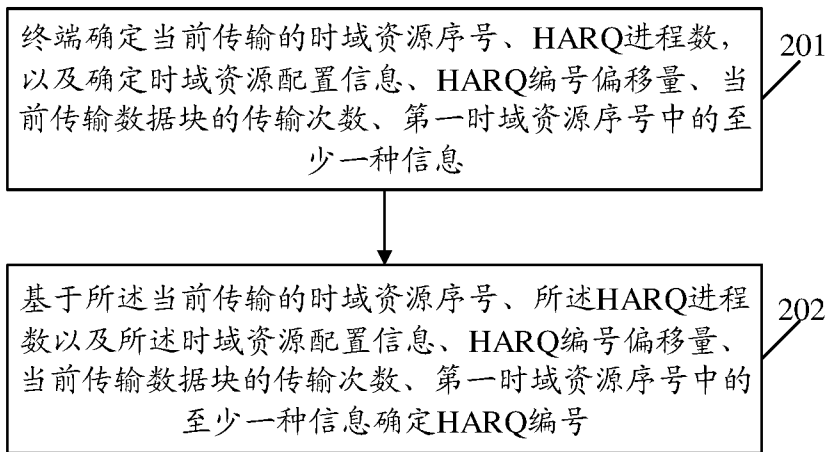 终端确定当前传输的时域资源序号、HARQ进程数，
以及确定时域资源配置信息、HARQ编号偏移量、当
前传输数据块的传输次数、第一时域资源序号中的至
少一种信息
201
基于所述当前传输的时域资源序号、所述HARQ进程
数以及所述时域资源配置信息、HARQ编号偏移量、
当前传输数据块的传输次数、第一时域资源序号中的
至少一种信息确定HARQ编号
202